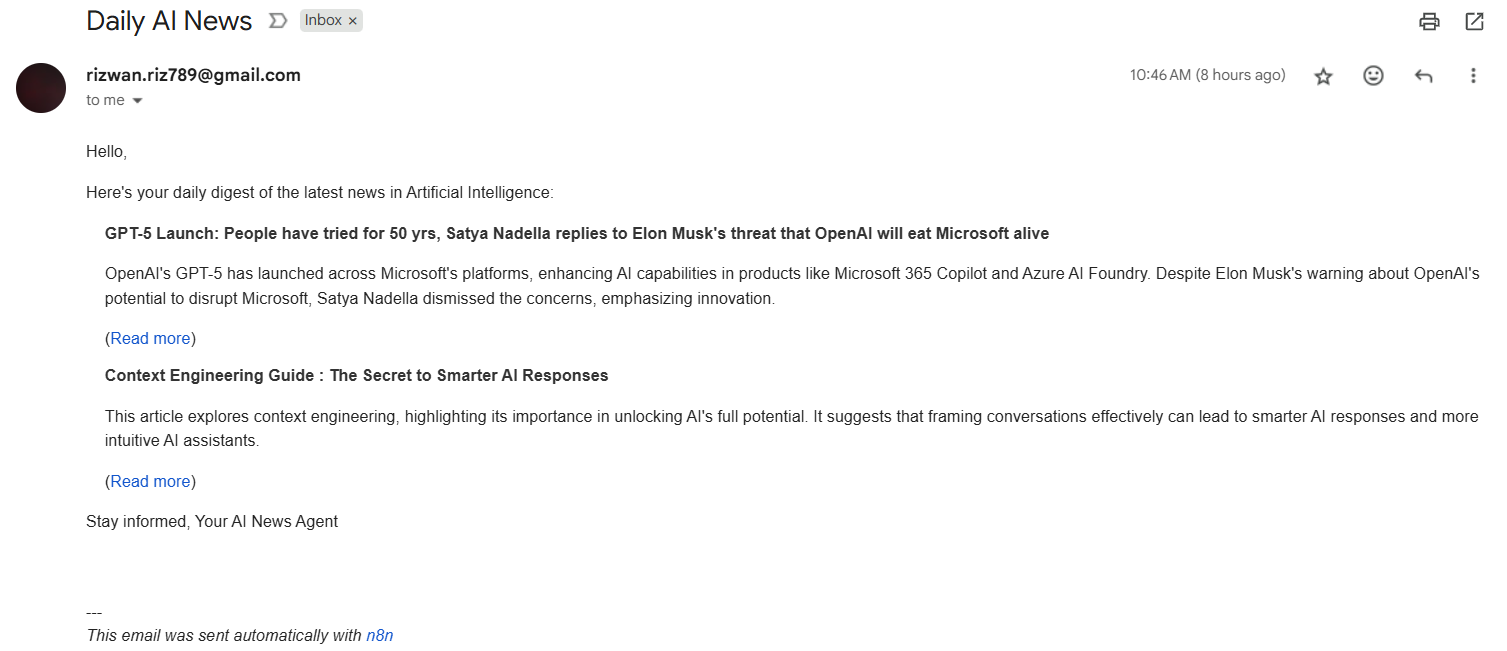 Daily AI News Inbox ×
rizwan.riz789@gmail.com 10:46 AM (8 hours ago)
to me
Hello,
Here's your daily digest of the latest news in Artificial Intelligence:
GPT-5 Launch: People have tried for 50 yrs, Satya Nadella replies to Elon Musk's threat that OpenAI will eat Microsoft alive
OpenAI's GPT-5 has launched across Microsoft's platforms, enhancing AI capabilities in products like Microsoft 365 Copilot and Azure AI Foundry. Despite Elon Musk's warning about OpenAI's
potential to disrupt Microsoft, Satya Nadella dismissed the concerns, emphasizing innovation.
(Read more)
Context Engineering Guide : The Secret to Smarter AI Responses
This article explores context engineering, highlighting its importance in unlocking AI's full potential. It suggests that framing conversations effectively can lead to smarter AI responses and more
intuitive AI assistants.
(Read more)
Stay informed, Your AI News Agent
---
This email was sent automatically with n8n